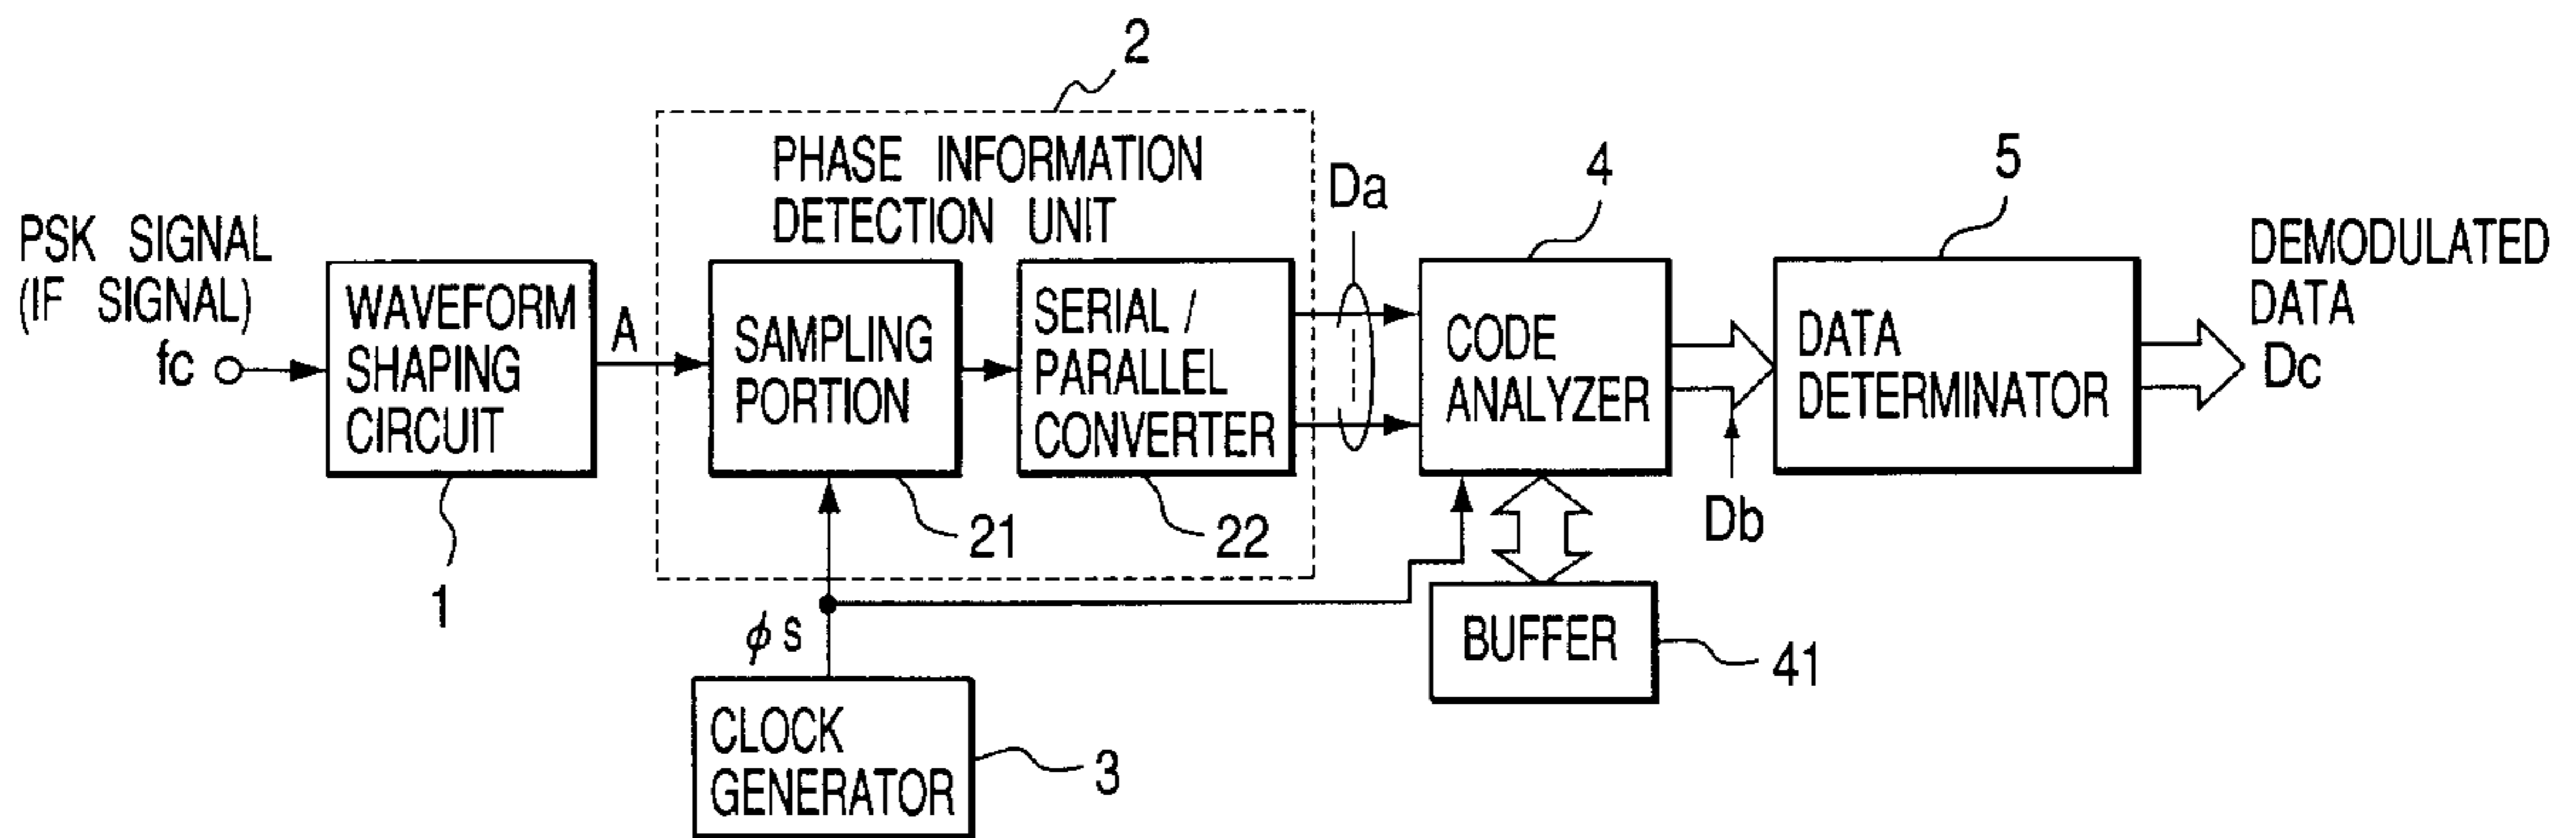 2
PHASE INFORMATION
DETECTION UNIT
PSK SIGNAL
(IF SIGNAL)
fc
WAVEFORM
SHAPING
CIRCUIT
1
A
SAMPLING
PORTION
21
SERIAL /
PARALLEL
CONVERTER
22
Da
4
CODE
ANALYZER
Db
5
DATA
DETERMINATOR
DEMODULATED
DATA
Dc
BUFFER
41
ϕs
CLOCK
GENERATOR
3